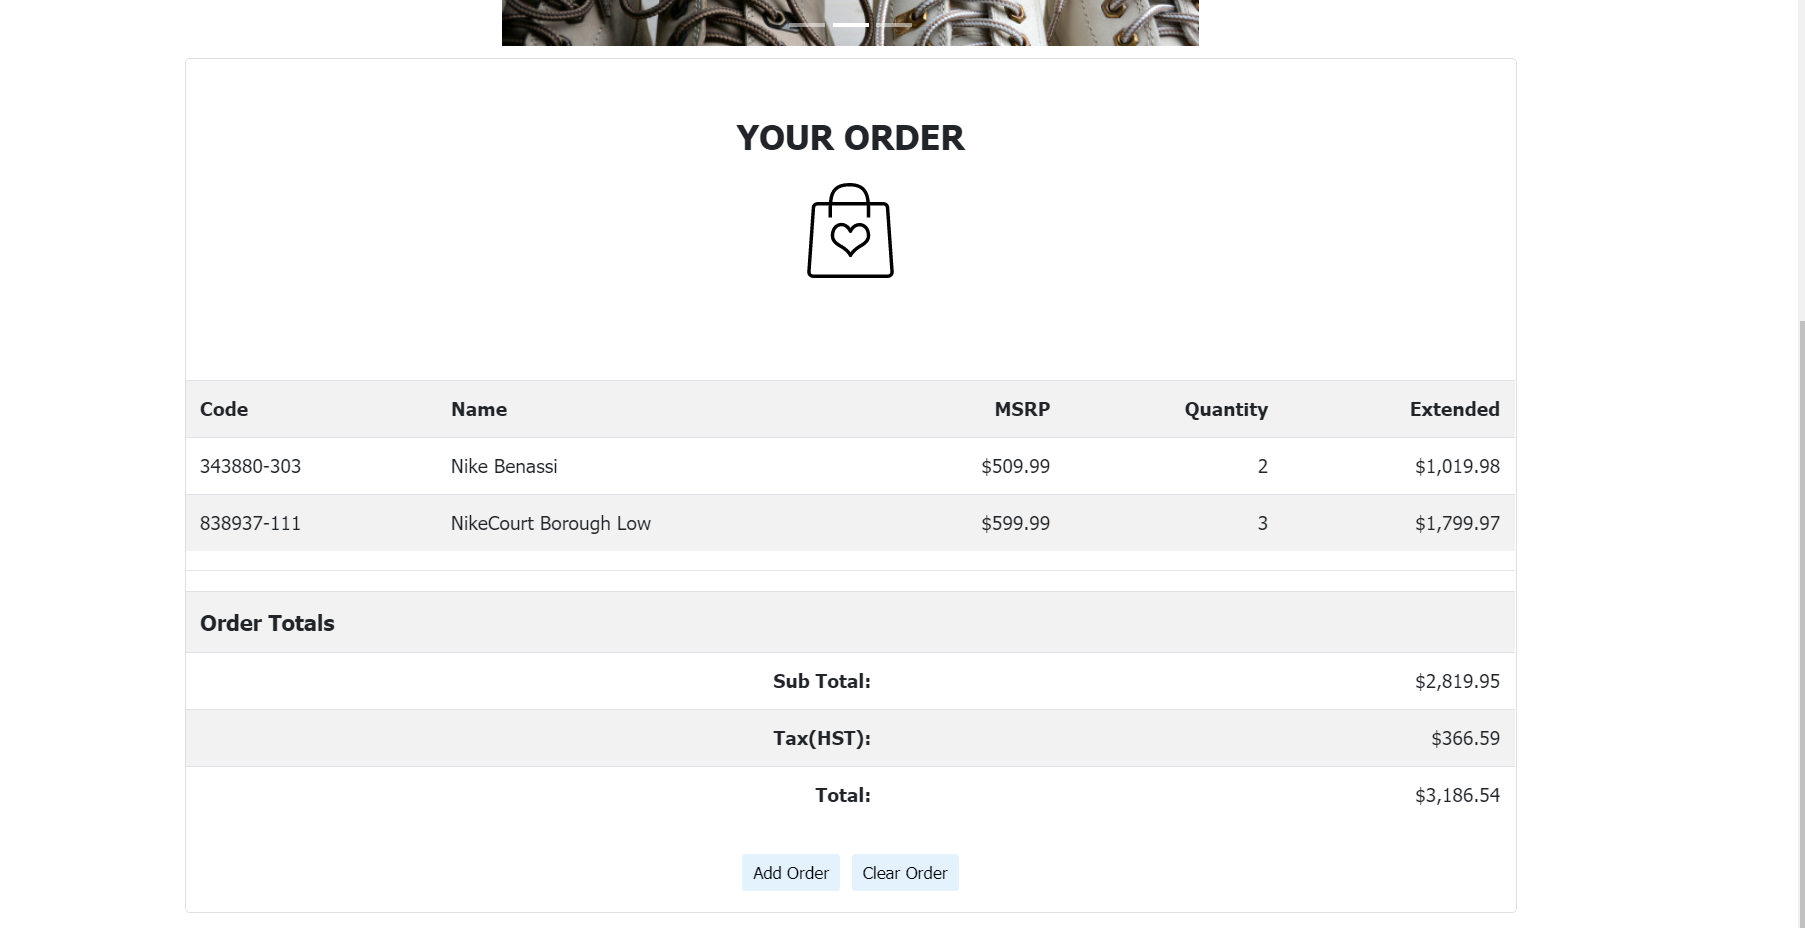 YOUR ORDER
Code Name MSRP Quantity Extended
343880-303 Nike Benassi $509.99 2 $1,019.98
838937-111 NikeCourt Borough Low $599.99 3 $1,799.97
Order Totals
Sub Total: $2,819.95
Tax(HST): $366.59
Total: $3,186.54
Add Order Clear Order